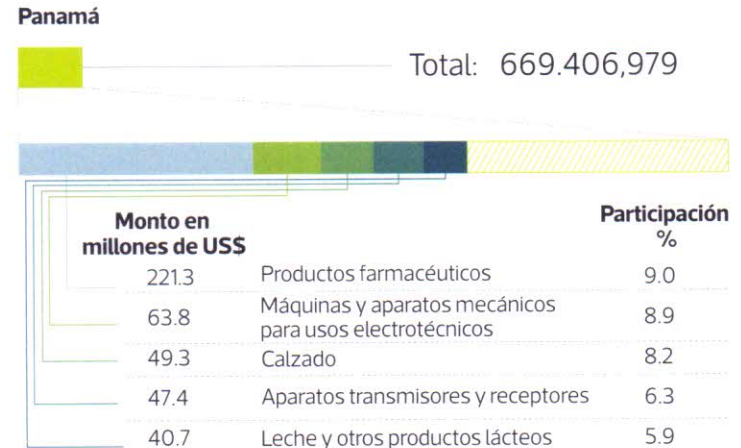 Panamá
Total: 669.406,979
Monto en
millones de US$
Participación
%
221.3 Productos farmacéuticos 9.0
63.8 Máquinas y aparatos mecánicos
para usos electrotécnicos 8.9
49.3 Calzado 8.2
47.4 Aparatos transmisores y receptores 6.3
40.7 Leche y otros productos lácteos 5.9